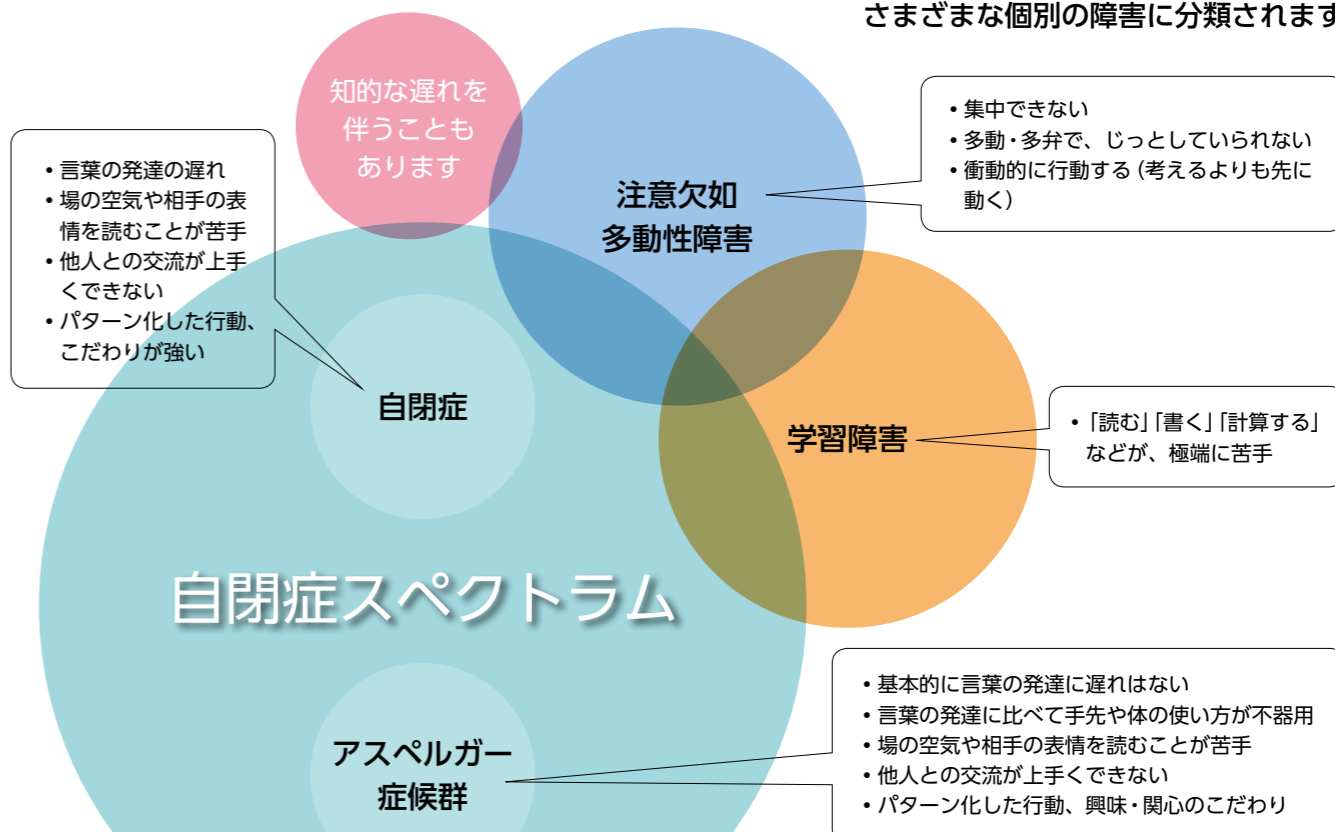 さまざまな個別の障害に分類されます
知的な遅れを
伴うことも
あります
・集中できない
・多動・多弁で、じっとしていられない
・衝動的に行動する（考えるよりも先に
動く）
・言葉の発達の遅れ
・場の空気や相手の表
情を読むことが苦手
・他人との交流が上手
くできない
・パターン化した行動、
こだわりが強い
注意欠如
多動性障害
自閉症
学習障害
・「読む」「書く」「計算する」
などが、極端に苦手
自閉症スペクトラム
アスペルガー
症候群
・基本的に言葉の発達に遅れはない
・言葉の発達に比べて手先や体の使い方が不器用
・場の空気や相手の表情を読むことが苦手
・他人との交流が上手くできない
・パターン化した行動、興味・関心のこだわり